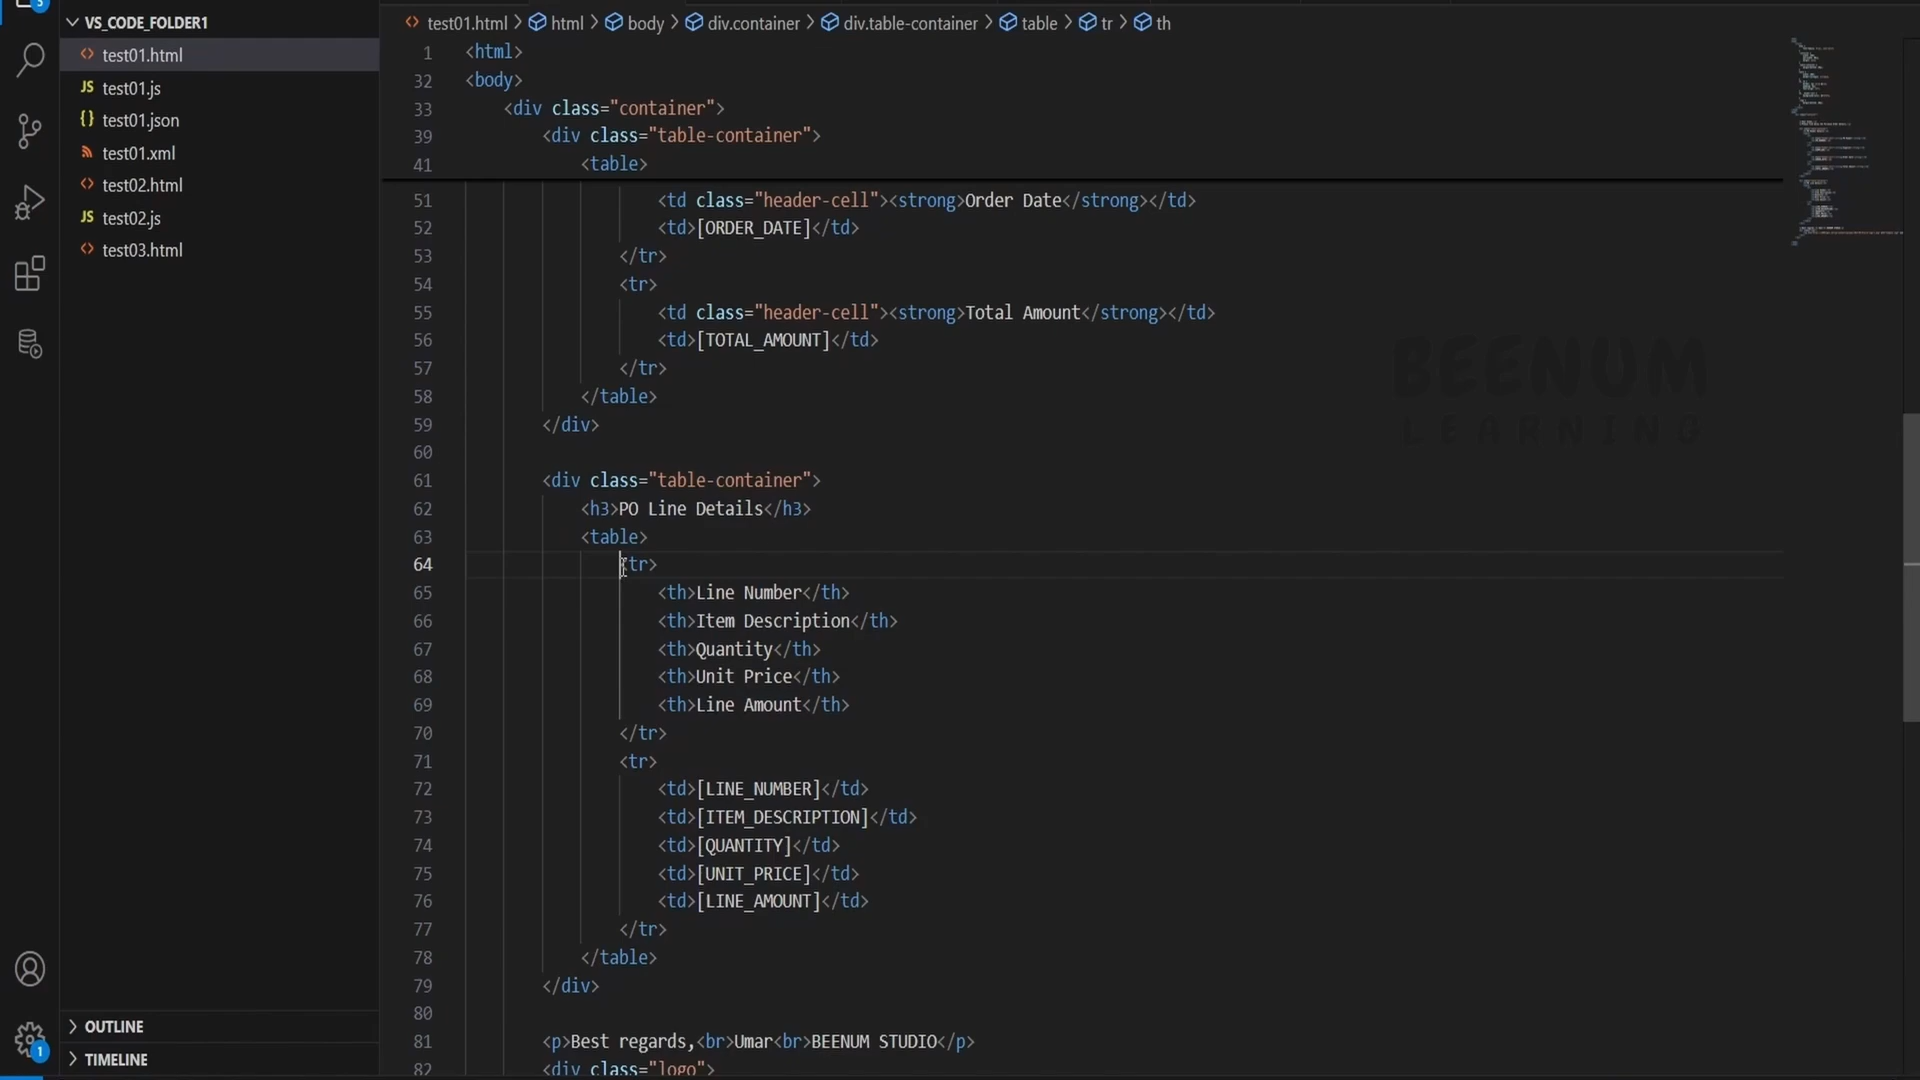 3
VS_CODE_FOLDER1
test01.html
JS test01.js
{} test01.json
test01.xml
test02.html
JS test02.js
test03.html
OUTLINE
1
TIMELINE
test01.html > html > body > div.container > div.table-container > table > tr > th
1 <html>
32 <body>
33 <div class="container">
39 <div class="table-container">
41 <table>
51 <td class="header-cell"><strong>Order Date</strong></td>
52 <td>[ORDER_DATE]</td>
53 </tr>
54 <tr>
55 <td class="header-cell"><strong>Total Amount</strong></td>
56 <td>[TOTAL_AMOUNT]</td>
57 </tr>
58 </table>
59 </div>
60
61 <div class="table-container">
62 <h3>PO Line Details</h3>
63 <table>
64 <tr>
65 <th>Line Number</th>
66 <th>Item Description</th>
67 <th>Quantity</th>
68 <th>Unit Price</th>
69 <th>Line Amount</th>
70 </tr>
71 <tr>
72 <td>[LINE_NUMBER]</td>
73 <td>[ITEM_DESCRIPTION]</td>
74 <td>[QUANTITY]</td>
75 <td>[UNIT_PRICE]</td>
76 <td>[LINE_AMOUNT]</td>
77 </tr>
78 </table>
79 </div>
80
81 <p>Best regards,<br>Umar<br>BEENUM STUDIO</p>
82 <div class="logo">
BEENUM
LEARNING